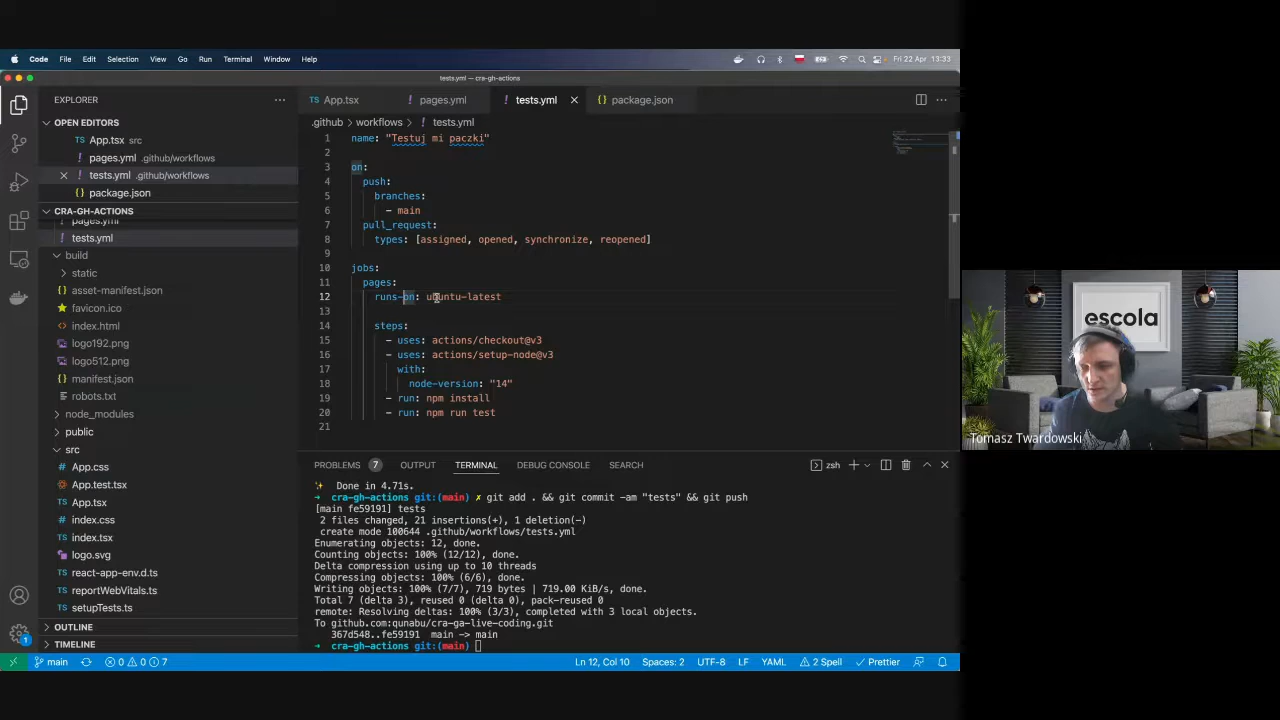 Code File Edit Selection View Go Run Terminal Window Help Fri 22 Apr 13:33
tests.yml — cra-gh-actions
EXPLORER
OPEN EDITORS
App.tsx src
pages.yml .github/workflows
tests.yml .github/workflows
package.json
CRA-GH-ACTIONS
pages.yml
tests.yml
build
static
asset-manifest.json
favicon.ico
index.html
logo192.png
logo512.png
manifest.json
robots.txt
node_modules
public
src
App.css
App.test.tsx
App.tsx
index.css
index.tsx
logo.svg
react-app-env.d.ts
reportWebVitals.ts
setupTests.ts
OUTLINE
TIMELINE
App.tsx pages.yml tests.yml package.json
.github > workflows > tests.yml
1 name: "Testuj mi paczki"
2
3 on:
4 push:
5 branches:
6 - main
7 pull_request:
8 types: [assigned, opened, synchronize, reopened]
9
10 jobs:
11 pages:
12 runs-on: ubuntu-latest
13
14 steps:
15 - uses: actions/checkout@v3
16 - uses: actions/setup-node@v3
17 with:
18 node-version: "14"
19 - run: npm install
20 - run: npm run test
21
PROBLEMS 7 OUTPUT TERMINAL DEBUG CONSOLE SEARCH zsh
Done in 4.71s.
cra-gh-actions git:(main) ✗ git add . && git commit -am "tests" && git push
[main fe59191] tests
2 files changed, 21 insertions(+), 1 deletion(-)
create mode 100644 .github/workflows/tests.yml
Enumerating objects: 12, done.
Counting objects: 100% (12/12), done.
Delta compression using up to 10 threads
Compressing objects: 100% (6/6), done.
Writing objects: 100% (7/7), 719 bytes | 719.00 KiB/s, done.
Total 7 (delta 3), reused 0 (delta 0), pack-reused 0
remote: Resolving deltas: 100% (3/3), completed with 3 local objects.
To github.com:qunabu/cra-ga-live-coding.git
367d548..fe59191 main -> main
cra-gh-actions git:(main)
main 0 0 7 Ln 12, Col 10 Spaces: 2 UTF-8 LF YAML 2 Spell Prettier
1
escola
Tomasz Twardowski